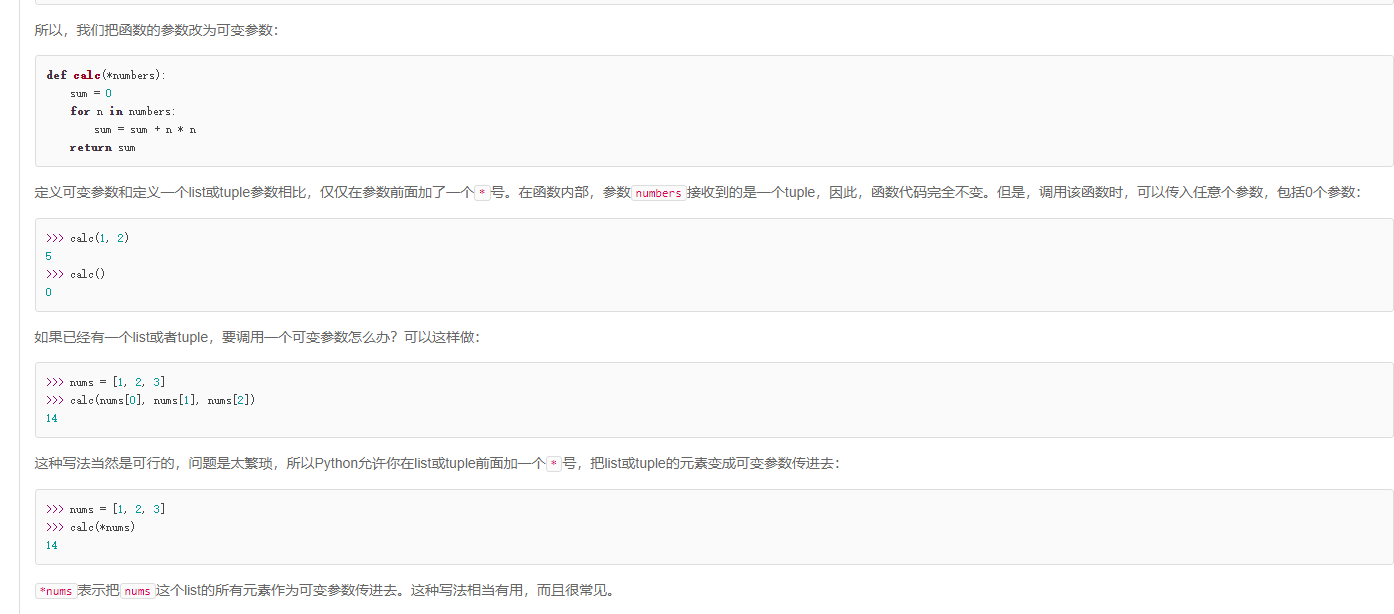 所以，我们把函数的参数改为可变参数：
def calc(*numbers):
    sum = 0
    for n in numbers:
        sum = sum + n * n
    return sum
定义可变参数和定义一个list或tuple参数相比，仅仅在参数前面加了一个*号。在函数内部，参数numbers接收到的是一个tuple，因此，函数代码完全不变。但是，调用该函数时，可以传入任意个参数，包括0个参数：
>>> calc(1, 2)
5
>>> calc()
0
如果已经有一个list或者tuple，要调用一个可变参数怎么办？可以这样做：
>>> nums = [1, 2, 3]
>>> calc(nums[0], nums[1], nums[2])
14
这种写法当然是可行的，问题是太繁琐，所以Python允许你在list或tuple前面加一个*号，把list或tuple的元素变成可变参数传进去：
>>> nums = [1, 2, 3]
>>> calc(*nums)
14
*nums表示把nums这个list的所有元素作为可变参数传进去。这种写法相当有用，而且很常见。